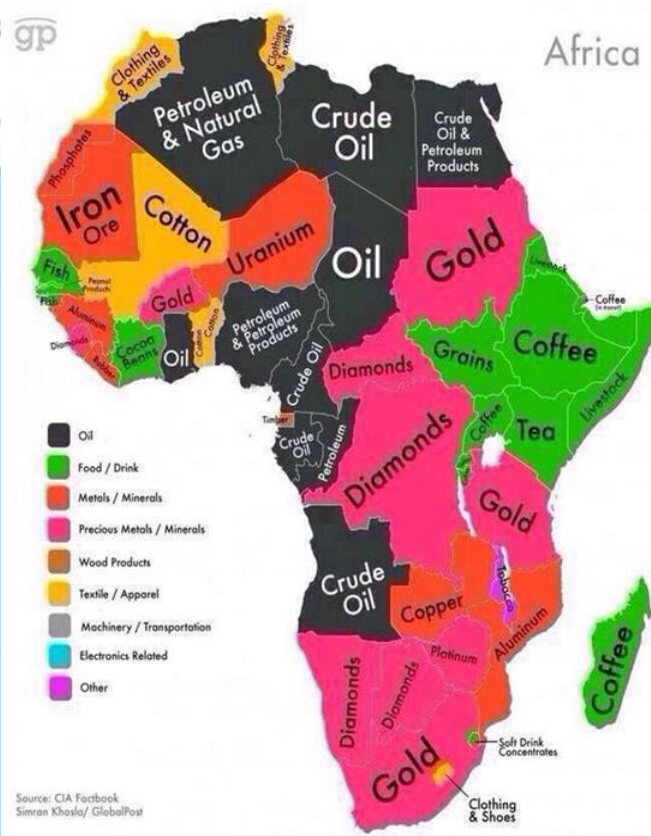 gp
Africa
Clothing
& Textiles
Clothing
& Textiles
Petroleum
& Natural
Gas
Crude
Oil
Crude
Oil &
Petroleum
Products
Phosphates
Iron
Ore
Cotton
Uranium
Oil
Gold
Livestock
Coffee
(in transit)
Fish
Peanut
Products
Fish
Gold
Aluminum
Diamonds
Rubber
Cocoa
Beans
Oil
Cotton
Cotton
Petroleum
& Petroleum
Products
Crude Oil
Diamonds
Grains
Coffee
Livestock
Timber
Crude
Oil
Petroleum
Diamonds
Coffee
Tea
Gold
Oil
Food / Drink
Metals / Minerals
Precious Metals / Minerals
Wood Products
Textile / Apparel
Machinery / Transportation
Electronics Related
Other
Crude
Oil
Copper
Tobacco
Aluminum
Platinum
Diamonds
Diamonds
Coffee
Gold
Soft Drink
Concentrates
Clothing
& Shoes
Source: CIA Factbook
Simran Khosla/ GlobalPost